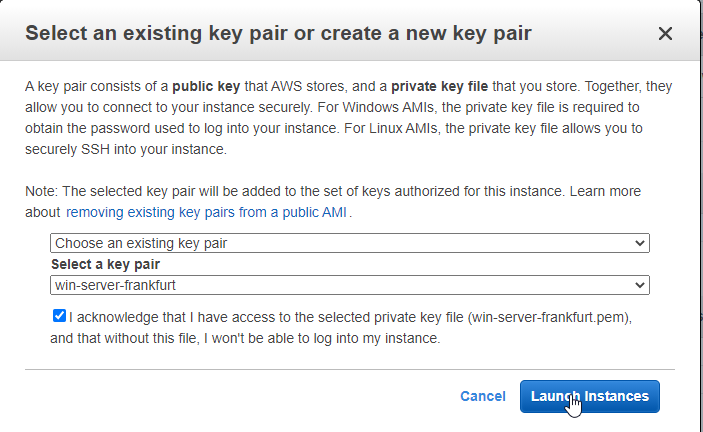 Select an existing key pair or create a new key pair
A key pair consists of a public key that AWS stores, and a private key file that you store. Together, they
allow you to connect to your instance securely. For Windows AMIs, the private key file is required to
obtain the password used to log into your instance. For Linux AMIs, the private key file allows you to
securely SSH into your instance.
Note: The selected key pair will be added to the set of keys authorized for this instance. Learn more
about removing existing key pairs from a public AMI .
Choose an existing key pair
Select a key pair
win-server-frankfurt
I acknowledge that I have access to the selected private key file (win-server-frankfurt.pem),
and that without this file, I won't be able to log into my instance.
Cancel Launch Instances